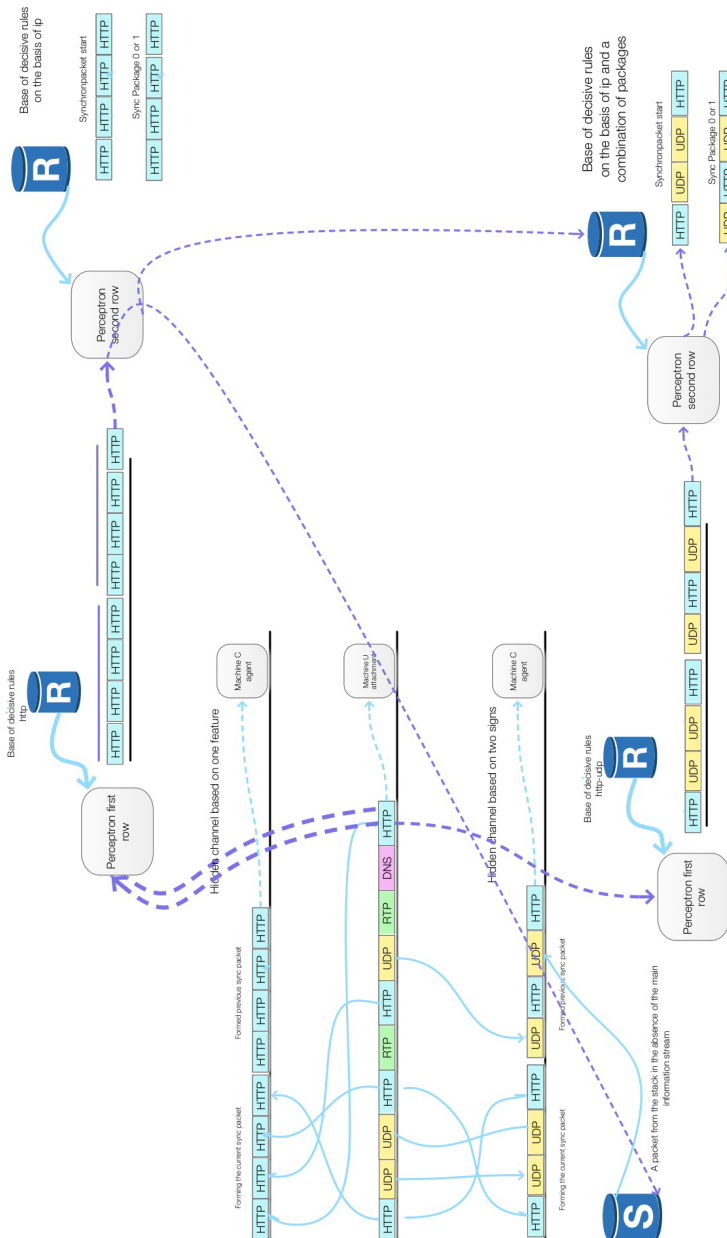 Base of decisive rules
http
R
Base of decisive rules
on the basis of ip
R
Synchronpacket start
HTTP HTTP HTTP HTTP
Sync Package 0 or 1
HTTP HTTP HTTP HTTP
Perceptron first
row
HTTP HTTP HTTP HTTP HTTP HTTP HTTP HTTP
Perceptron
second row
Hidden channel based on one feature
Forming the current sync packet
Formed previous sync packet
HTTP HTTP HTTP HTTP HTTP HTTP HTTP HTTP
Machine C
agent
HTTP UDP UDP HTTP RTP HTTP UDP RTP DNS HTTP
Machine U
attachment
Hidden channel based on two signs
HTTP UDP UDP HTTP UDP HTTP UDP HTTP
Machine C
agent
Forming the current sync packet
Formed previous sync packet
S
A packet from the stack in the absence of the main
information stream
Base of decisive rules
http-udp
R
Base of decisive rules
on the basis of ip and a
combination of packages
R
Perceptron first
row
HTTP UDP UDP HTTP UDP HTTP UDP HTTP
Perceptron
second row
Synchronpacket start
HTTP UDP UDP HTTP
Sync Package 0 or 1
UDP HTTP UDP HTTP